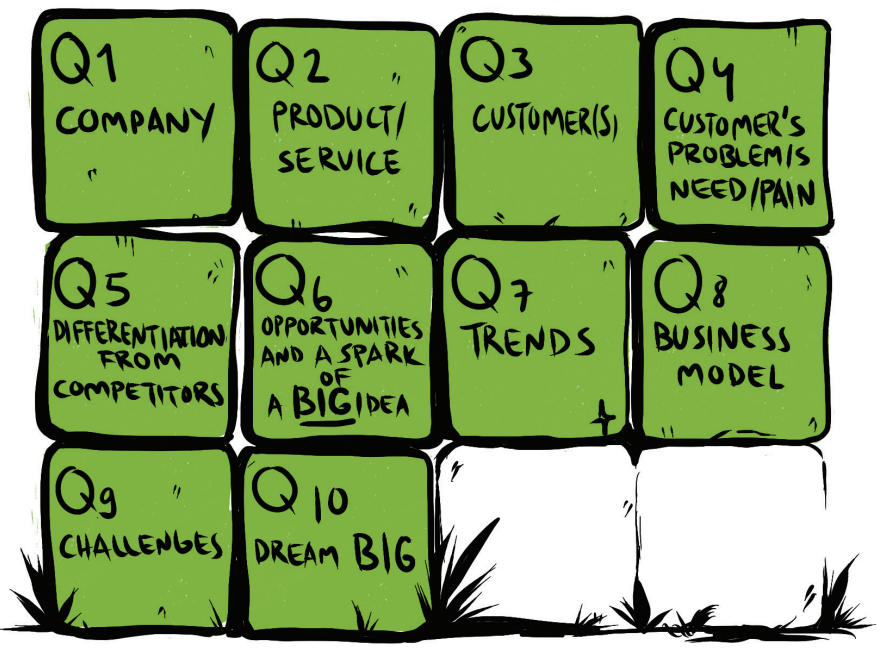 Q1
COMPANY
Q2
PRODUCT/
SERVICE
Q3
CUSTOMER(S)
Q4
CUSTOMER'S
PROBLEM/S
NEED/PAIN
Q5
DIFFERENTIATION
FROM
COMPETITORS
Q6
OPPORTUNITIES
AND A SPARK
OF
A BIG IDEA
Q7
TRENDS
Q8
BUSINESS
MODEL
Q9
CHALLENGES
Q10
DREAM BIG